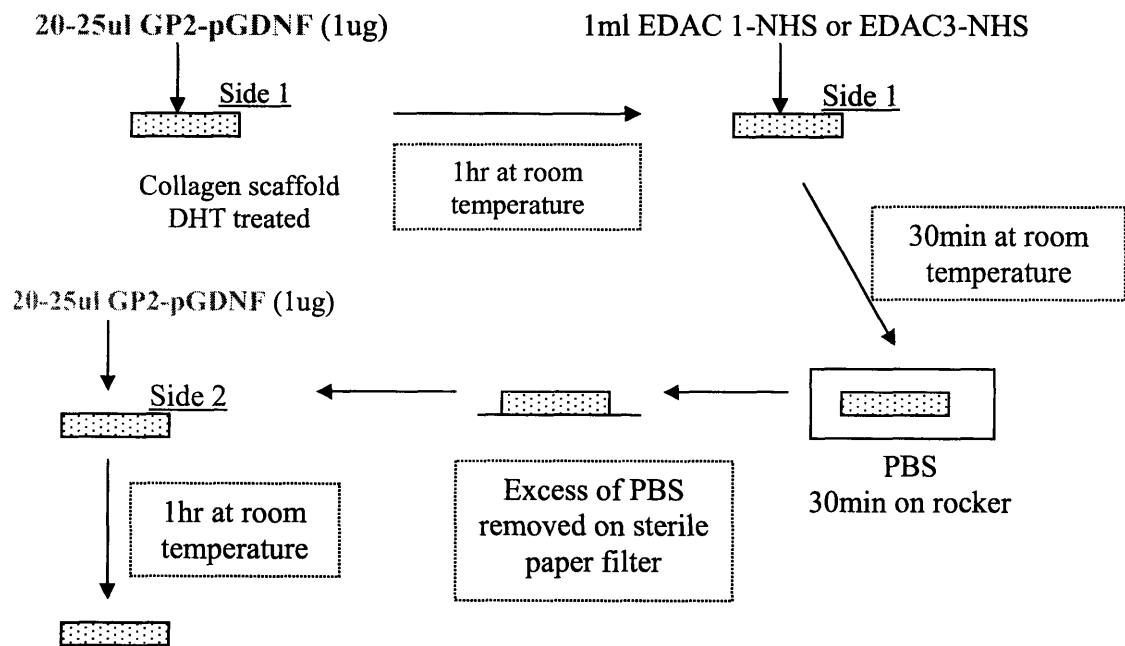 20-25ul GP2-pGDNF (1ug)
Side 1
Collagen scaffold
DHT treated
1hr at room
temperature
1ml EDAC 1-NHS or EDAC3-NHS
Side 1
30min at room
temperature
PBS
30min on rocker
Excess of PBS
removed on sterile
paper filter
20-25ul GP2-pGDNF (1ug)
Side 2
1hr at room
temperature